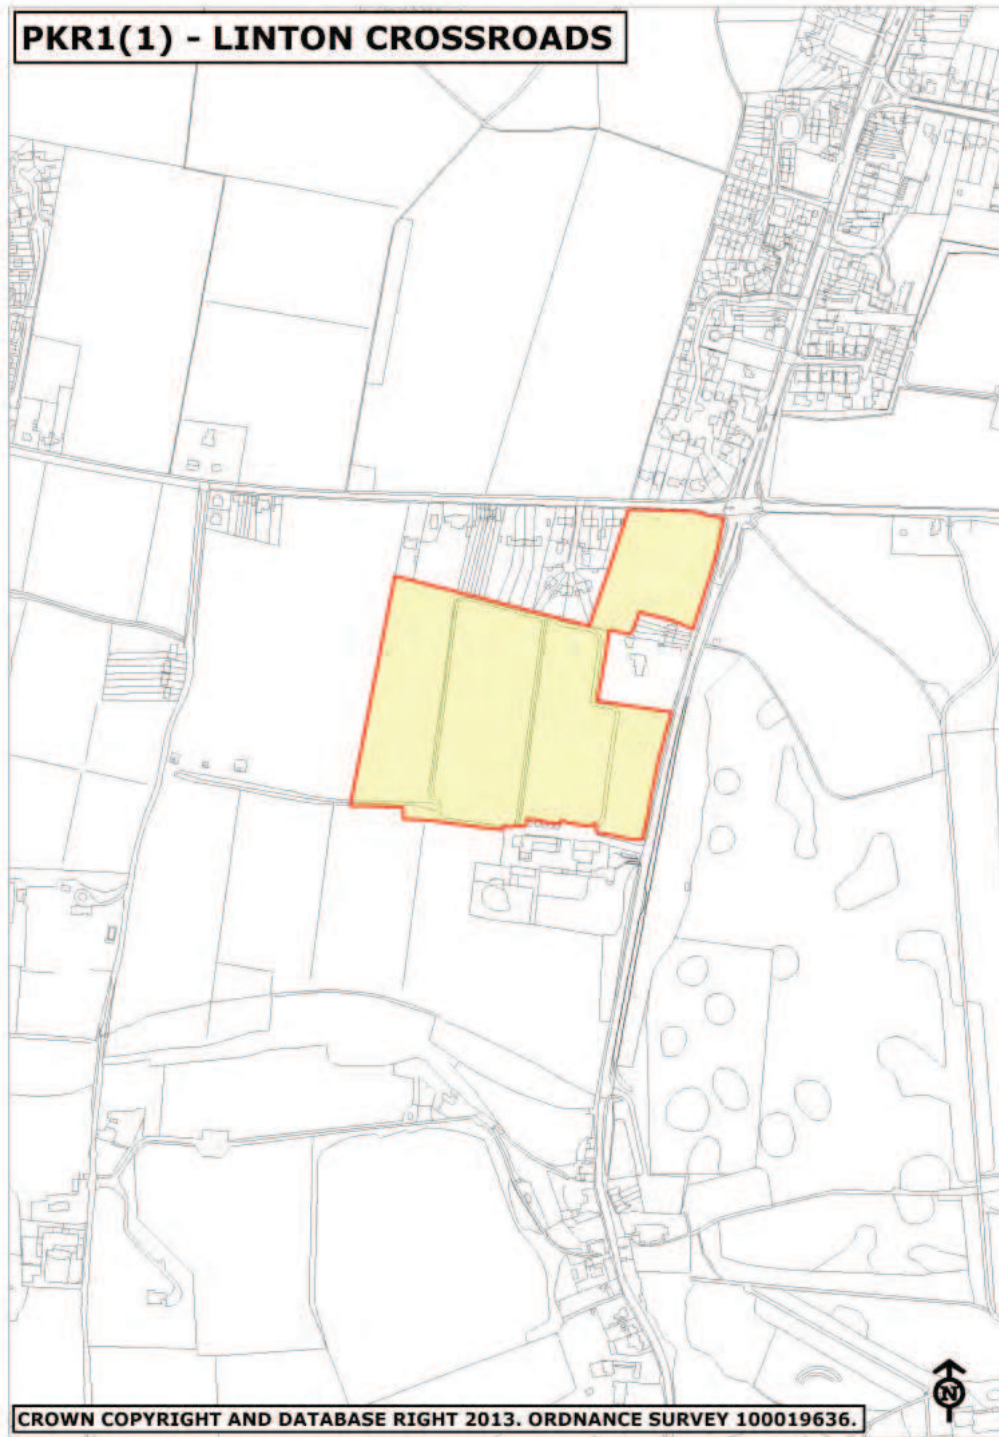 PKR1(1) - LINTON CROSSROADS
N
CROWN COPYRIGHT AND DATABASE RIGHT 2013. ORDNANCE SURVEY 100019636.